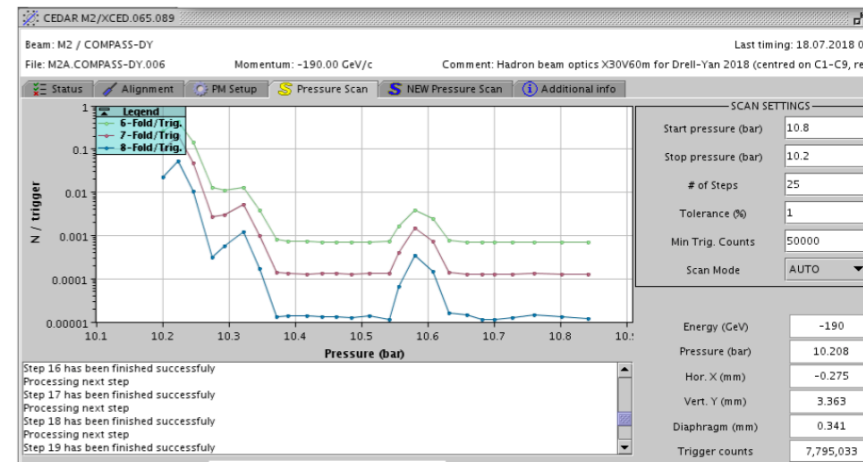 CEDAR M2/XCED.065.089
Beam: M2 / COMPASS-DY
Last timing: 18.07.2018 0
File: M2A.COMPASS-DY.006
Momentum: -190.00 GeV/c
Comment: Hadron beam optics X30V60m for Drell-Yan 2018 (centred on C1-C9, re
Status
Alignment
PM Setup
Pressure Scan
NEW Pressure Scan
Additional info
Legend
6-Fold/Trig.
7-Fold/Trig
8-Fold/Trig.
1
0.1
0.01
0.001
0.0001
0.00001
N / trigger
10.1 10.2 10.3 10.4 10.5 10.6 10.7 10.8 10.
Pressure (bar)
SCAN SETTINGS
Start pressure (bar) 10.8
Stop pressure (bar) 10.2
# of Steps 25
Tolerance (%) 1
Min Trig. Counts 50000
Scan Mode AUTO
Energy (GeV) -190
Pressure (bar) 10.208
Hor. X (mm) -0.275
Vert. Y (mm) 3.363
Diaphragm (mm) 0.341
Trigger counts 7,795,033
Step 16 has been finished successfuly
Processing next step
Step 17 has been finished successfuly
Processing next step
Step 18 has been finished successfuly
Processing next step
Step 19 has been finished successfuly